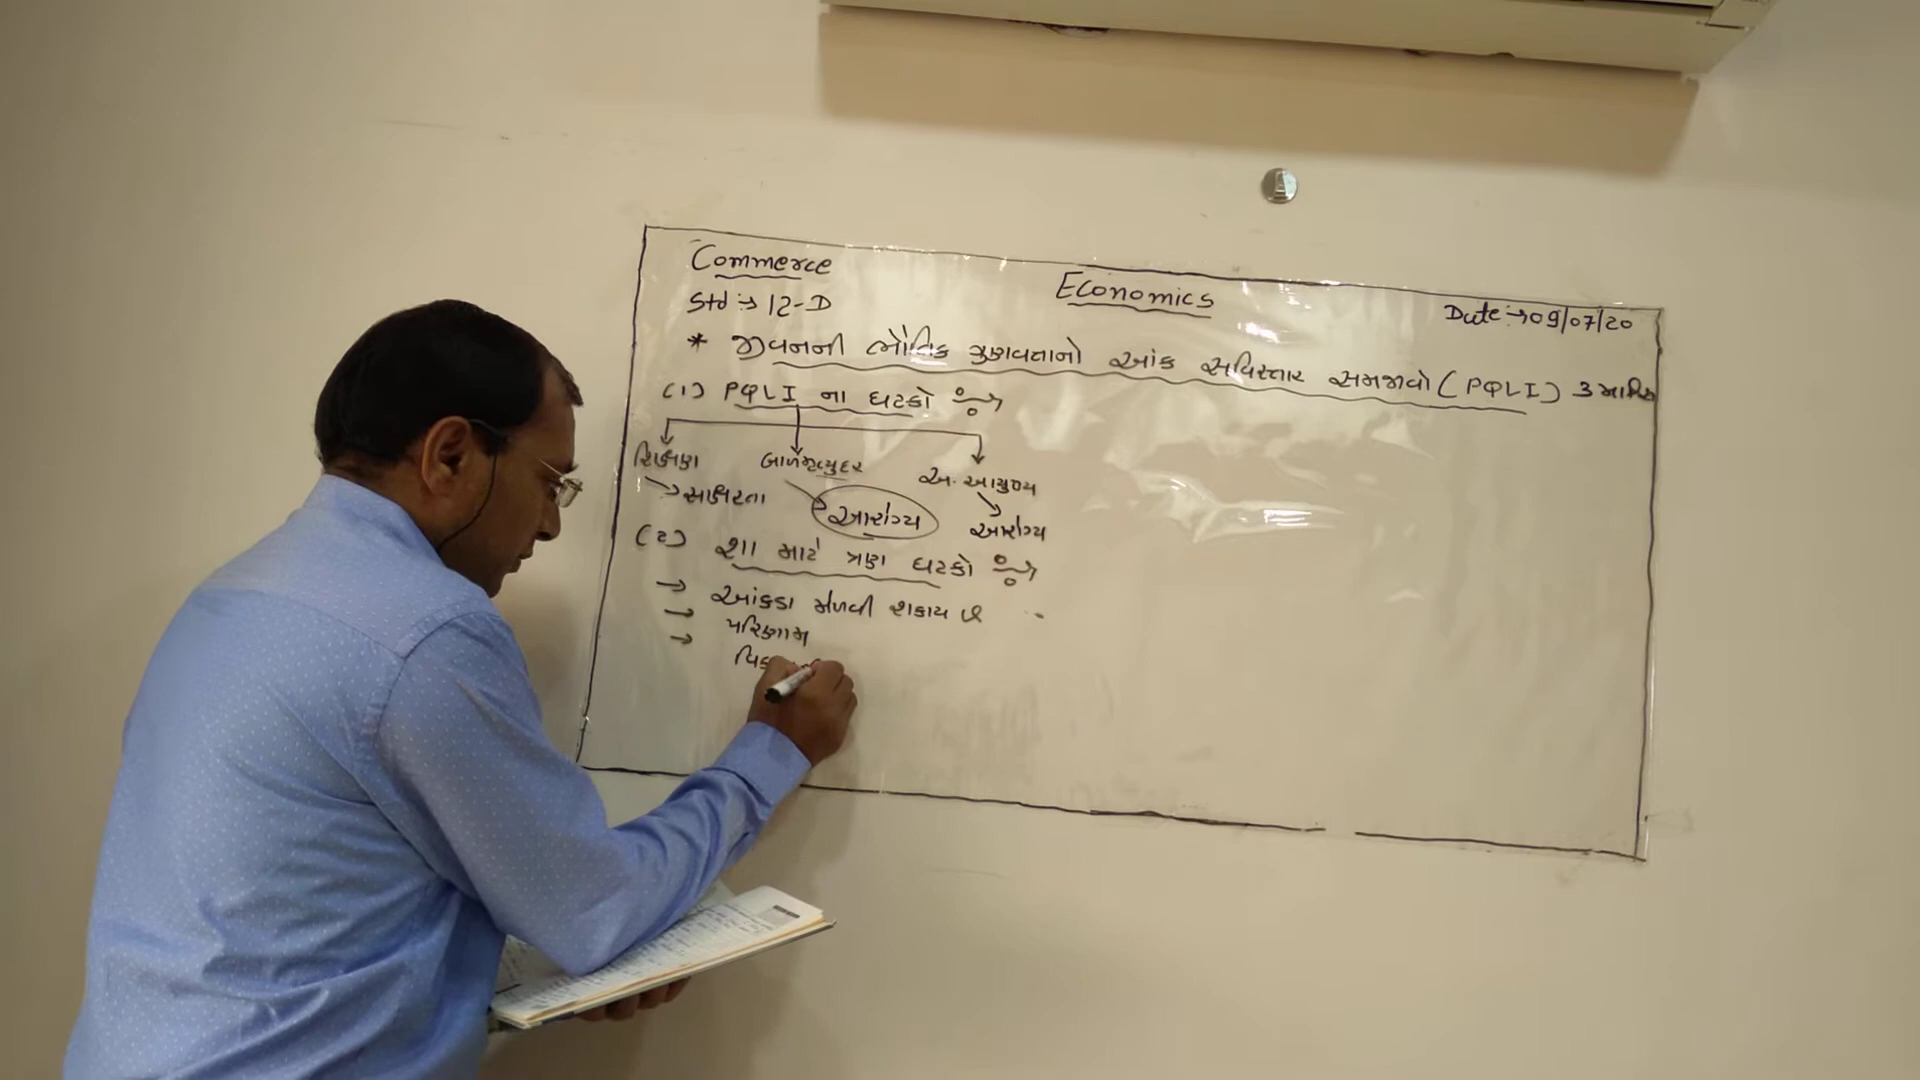 Commerce
Economics
Std :→ 12-D
Date :→ 09/07/20
* જીવનની ભૌતિક ગુણવત્તાનો આંક સવિસ્તાર સમજાવો (PQLI)
(1) PQLI ના ઘટકો
શિક્ષણ બાળમૃત્યુદર અ. આયુષ્ય
→ સાક્ષરતા આરોગ્ય આરોગ્ય
(2) શા માટે ત્રણ ઘટકો
→ આંકડા મેળવી શકાય છે
→ પરિણામ
→